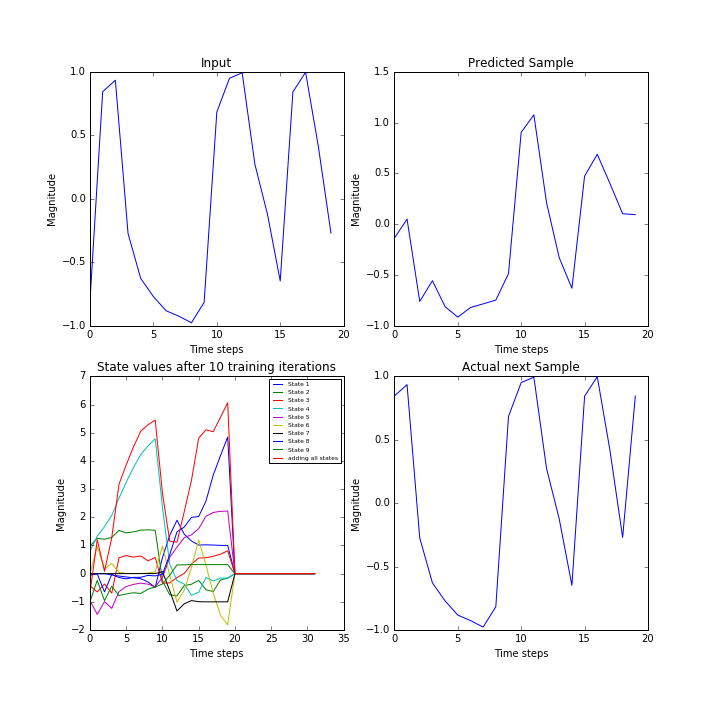 Input
Magnitude
1.0
0.5
0.0
−0.5
−1.0
0 5 10 15 20
Time steps
Predicted Sample
Magnitude
1.5
1.0
0.5
0.0
−0.5
−1.0
0 5 10 15 20
Time steps
State values after 10 training iterations
Magnitude
7
6
5
4
3
2
1
0
−1
−2
0 5 10 15 20 25 30 35
Time steps
State 1
State 2
State 3
State 4
State 5
State 6
State 7
State 8
State 9
adding all states
Actual next Sample
Magnitude
1.0
0.5
0.0
−0.5
−1.0
0 5 10 15 20
Time steps